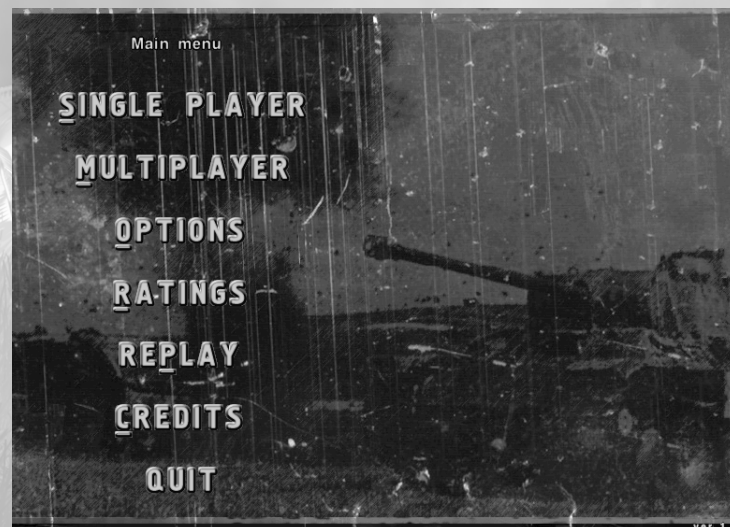 Main menu
SINGLE PLAYER
MULTIPLAYER
OPTIONS
RATINGS
REPLAY
CREDITS
QUIT